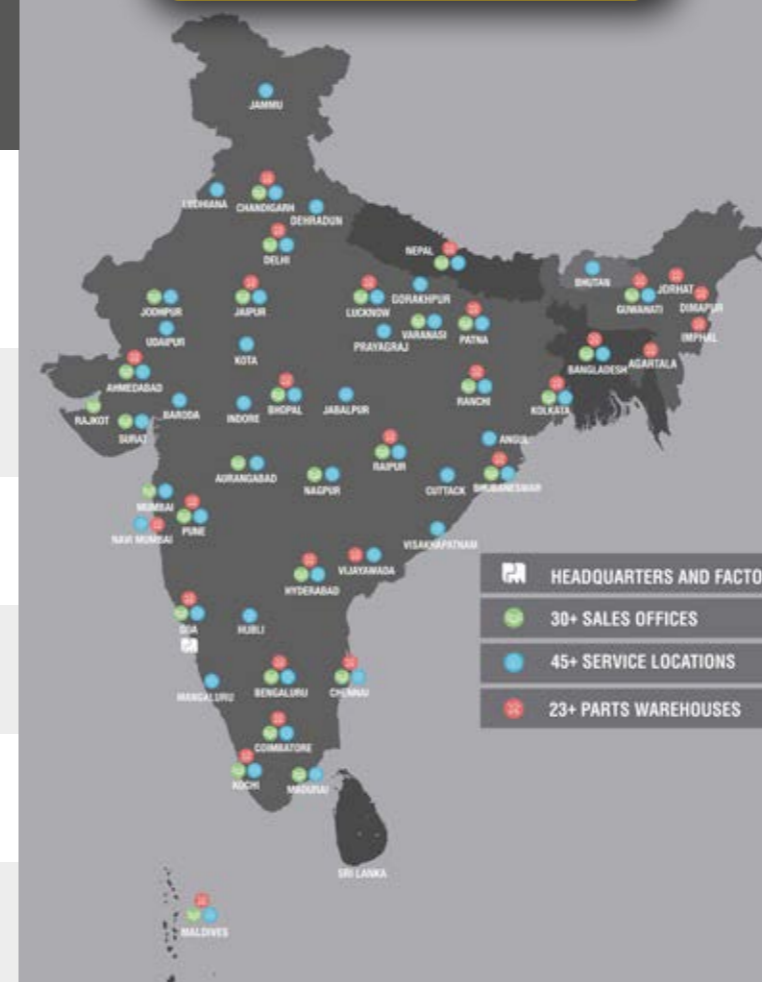 JAMMU
LUDHIANA
CHANDIGARH
DEHRADUN
DELHI
NEPAL
BHUTAN
JORHAT
GUWANATI
DIMAPUR
JODHPUR
JAIPUR
LUCKNOW
GORAKHPUR
VARANASI
PATNA
IMPHAL
UDAIPUR
KOTA
PRAYAGRAJ
BANGLADESH
AGARTALA
AHMEDABAD
RAJKOT
BARODA
INDORE
BHOPAL
JABALPUR
RANCHI
KOLKATA
SURAT
ANGUL
AURANGABAD
NAGPUR
RAIPUR
CUTTACK
BHUBANESWAR
MUMBAI
PUNE
NAVI MUMBAI
VISAKHAPATNAM
HYDERABAD
VIJAYAWADA
HEADQUARTERS AND FACTO
30+ SALES OFFICES
45+ SERVICE LOCATIONS
23+ PARTS WAREHOUSES
GOA
HUBLI
MANGALURU
BENGALURU
CHENNAI
COIMBATORE
KOCHI
MADURAI
SRI LANKA
MALDIVES